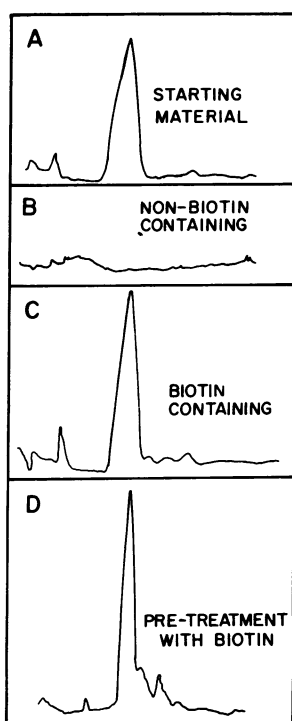 A
STARTING
MATERIAL
B
NON-BIOTIN
CONTAINING
C
BIOTIN
CONTAINING
D
PRE-TREATMENT
WITH BIOTIN